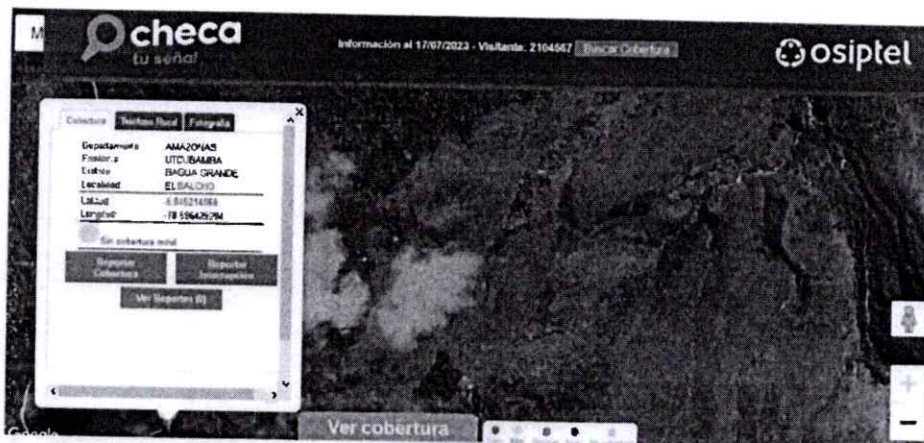 M
checa
tu señal
Información al 17/07/2023 - Visitante: 2104567 Buscar Cobertura
osiptel
x
Cobertura Teléfono Rural Fotografía
Departamento AMAZONAS
Provincia UTCUBAMBA
Distrito BAGUA GRANDE
Localidad EL BALCHO
Latitud
Longitud
Sin cobertura móvil
Reportar Cobertura
Reportar Interrupción
Ver Reportes (0)
Google
Ver cobertura
+
-